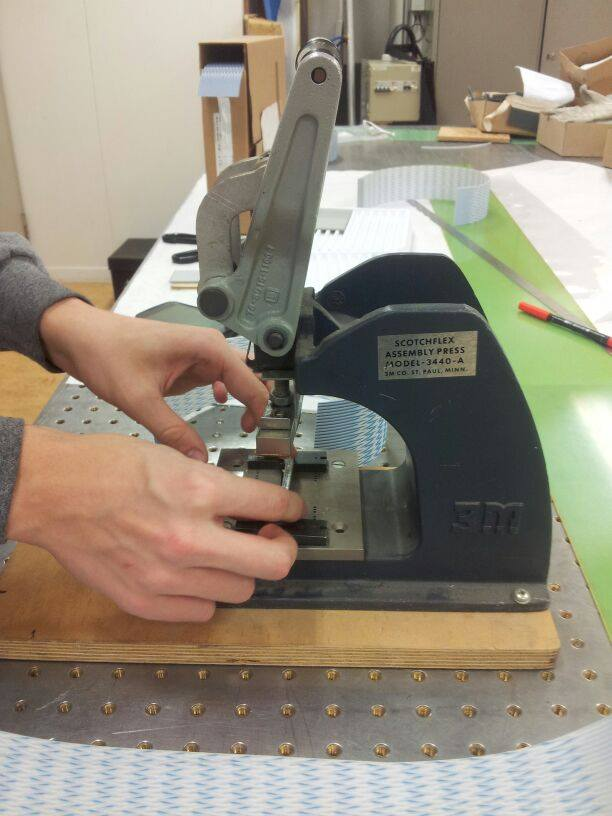 SCOTCHFLEX
ASSEMBLY PRESS
MODEL-3440-A
3M CO. ST. PAUL, MINN.
3M